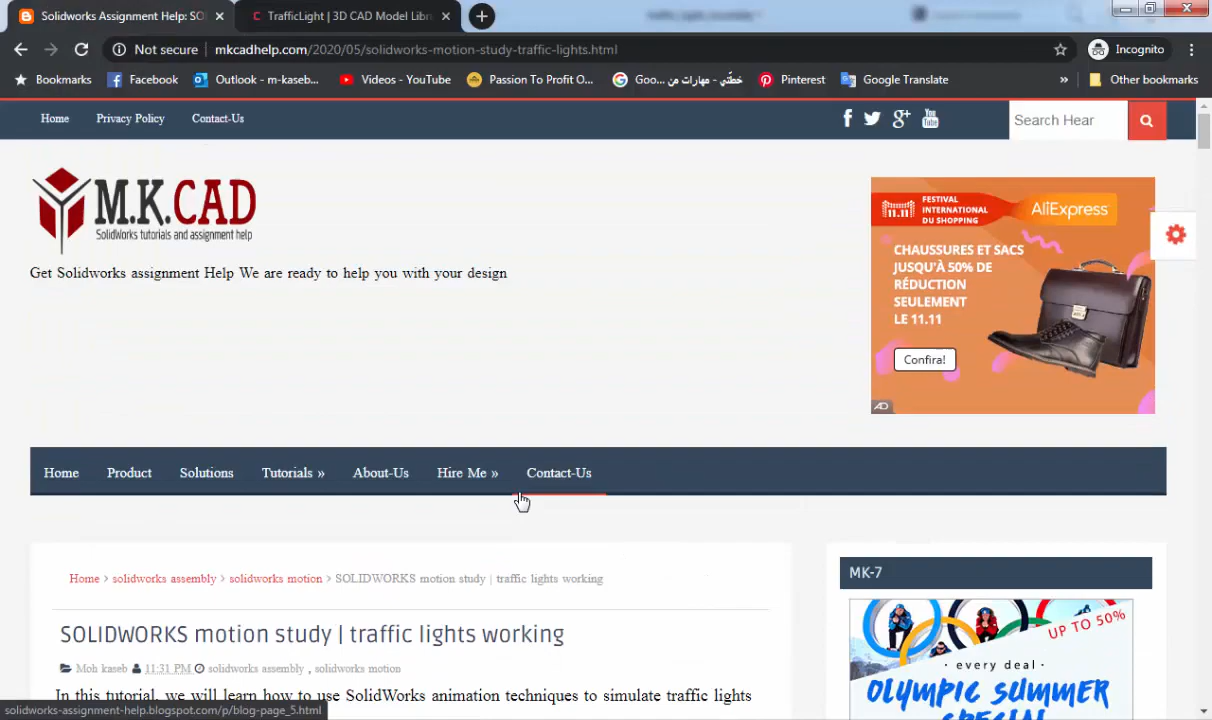 Solidworks Assignment Help: SO
TrafficLight | 3D CAD Model Libr
Not secure
mkcadhelp.com/2020/05/solidworks-motion-study-traffic-lights.html
Incognito
Bookmarks
Facebook
Outlook - m-kaseb...
Videos - YouTube
Passion To Profit O...
Goo... خطّتي - مهارات من
Pinterest
Google Translate
»
Other bookmarks
Home
Privacy Policy
Contact-Us
You Tube
Search Hear
M.K.CAD
SolidWorks tutorials and assignment help
Get Solidworks assignment Help We are ready to help you with your design
11.11
FESTIVAL
INTERNATIONAL
DU SHOPPING
AliExpress
CHAUSSURES ET SACS
JUSQU'À 50% DE
RÉDUCTION
SEULEMENT
LE 11.11
Confira!
AD
Home
Product
Solutions
Tutorials »
About-Us
Hire Me »
Contact-Us
Home › solidworks assembly › solidworks motion › SOLIDWORKS motion study | traffic lights working
MK-7
SOLIDWORKS motion study | traffic lights working
Moh kaseb 11:31 PM solidworks assembly , solidworks motion
In this tutorial, we will learn how to use SolidWorks animation techniques to simulate traffic lights
UP TO 50%
· every deal ·
OLYMPIC SUMMER
SPECIAL
solidworks-assignment-help.blogspot.com/p/blog-page_5.html